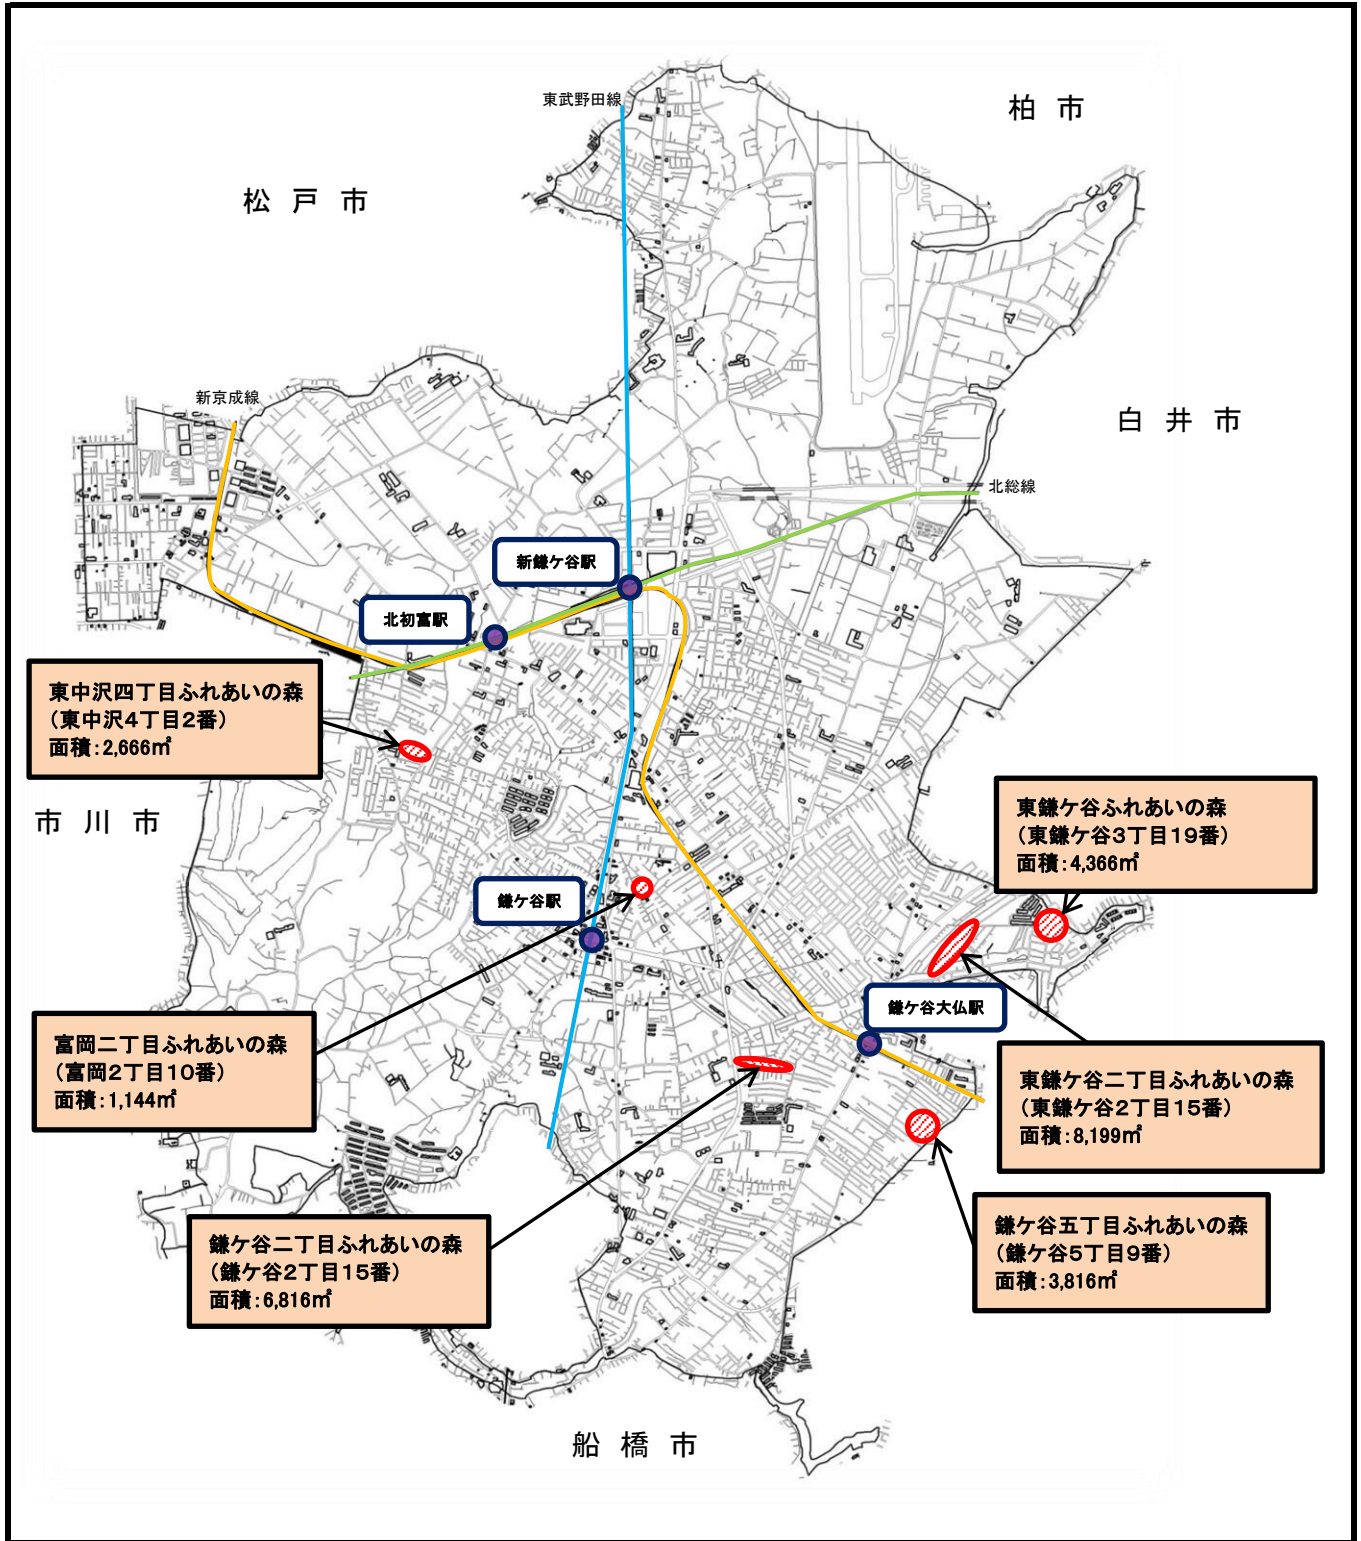 東武野田線
柏 市
松 戸 市
新京成線
白 井 市
北総線
新鎌ケ谷駅
北初富駅
東中沢四丁目ふれあいの森
(東中沢4丁目2番)
面積:2,666㎡
市 川 市
東鎌ケ谷ふれあいの森
(東鎌ケ谷3丁目19番)
面積:4,366㎡
鎌ケ谷駅
鎌ケ谷大仏駅
富岡二丁目ふれあいの森
(富岡2丁目10番)
面積:1,144㎡
東鎌ケ谷二丁目ふれあいの森
(東鎌ケ谷2丁目15番)
面積:8,199㎡
鎌ケ谷二丁目ふれあいの森
(鎌ケ谷2丁目15番)
面積:6,816㎡
鎌ケ谷五丁目ふれあいの森
(鎌ケ谷5丁目9番)
面積:3,816㎡
船 橋 市